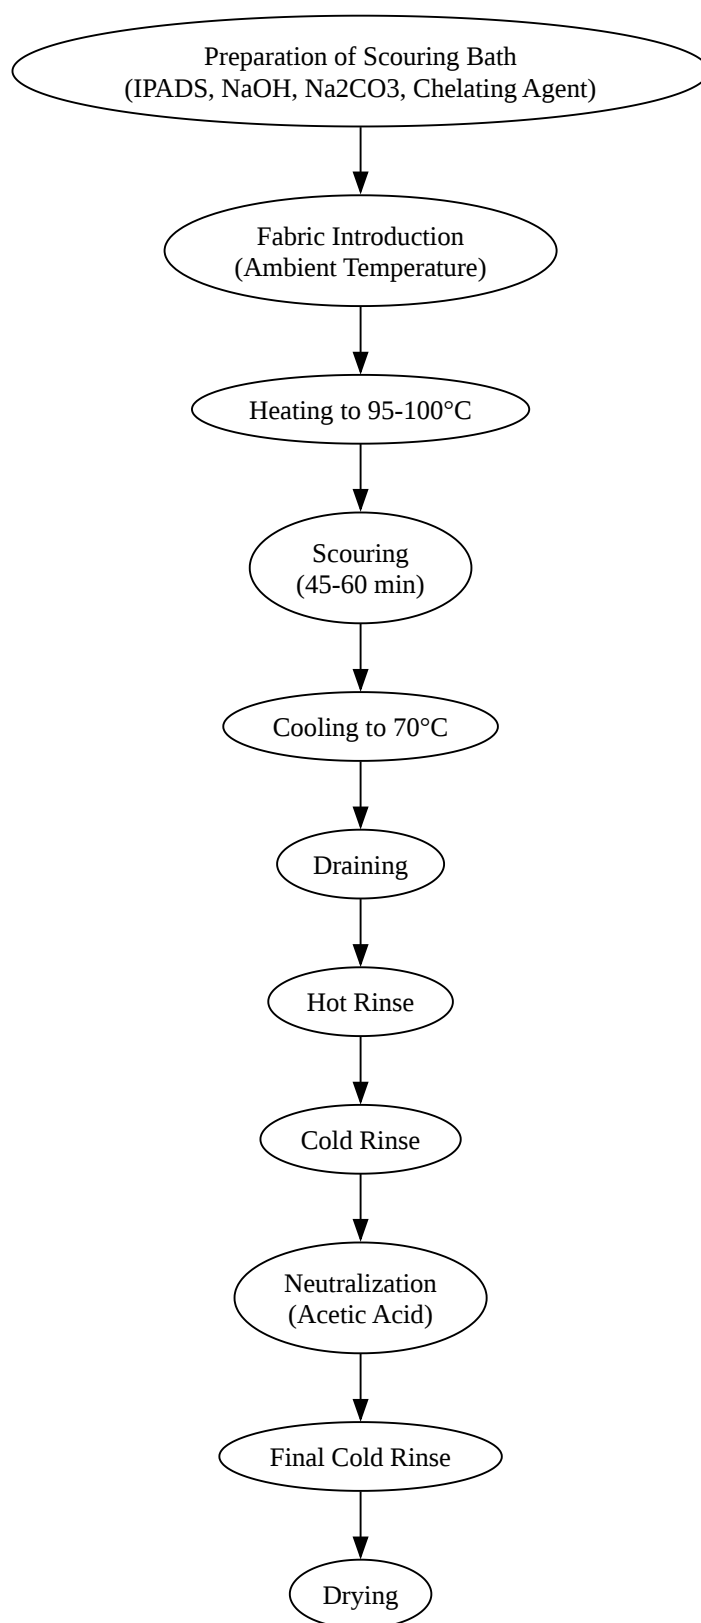 Preparation of Scouring Bath
(IPADS, NaOH, Na2CO3, Chelating Agent)
Fabric Introduction
(Ambient Temperature)
Heating to 95-100°C
Scouring
(45-60 min)
Cooling to 70°C
Draining
Hot Rinse
Cold Rinse
Neutralization
(Acetic Acid)
Final Cold Rinse
Drying